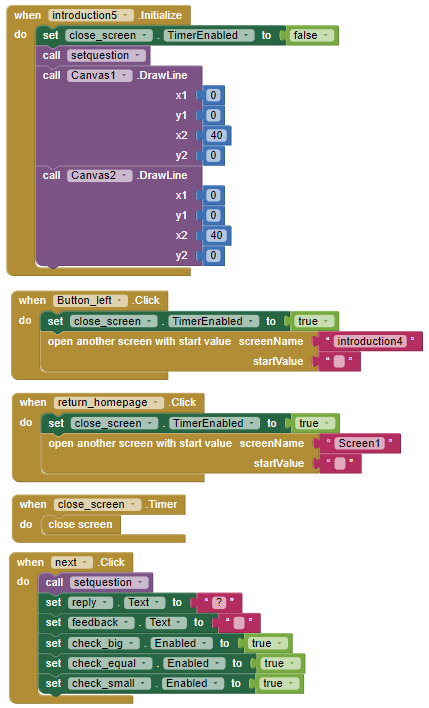 when introduction5 .Initialize
do set close_screen . TimerEnabled to false
call setquestion
call Canvas1 .DrawLine
x1 0
y1 0
x2 40
y2 0
call Canvas2 .DrawLine
x1 0
y1 0
x2 40
y2 0
when Button_left .Click
do set close_screen . TimerEnabled to true
open another screen with start value screenName " introduction4 "
startValue " "
when return_homepage .Click
do set close_screen . TimerEnabled to true
open another screen with start value screenName " Screen1 "
startValue " "
when close_screen .Timer
do close screen
when next .Click
do call setquestion
set reply . Text to " ? "
set feedback . Text to " "
set check_big . Enabled to true
set check_equal . Enabled to true
set check_small . Enabled to true